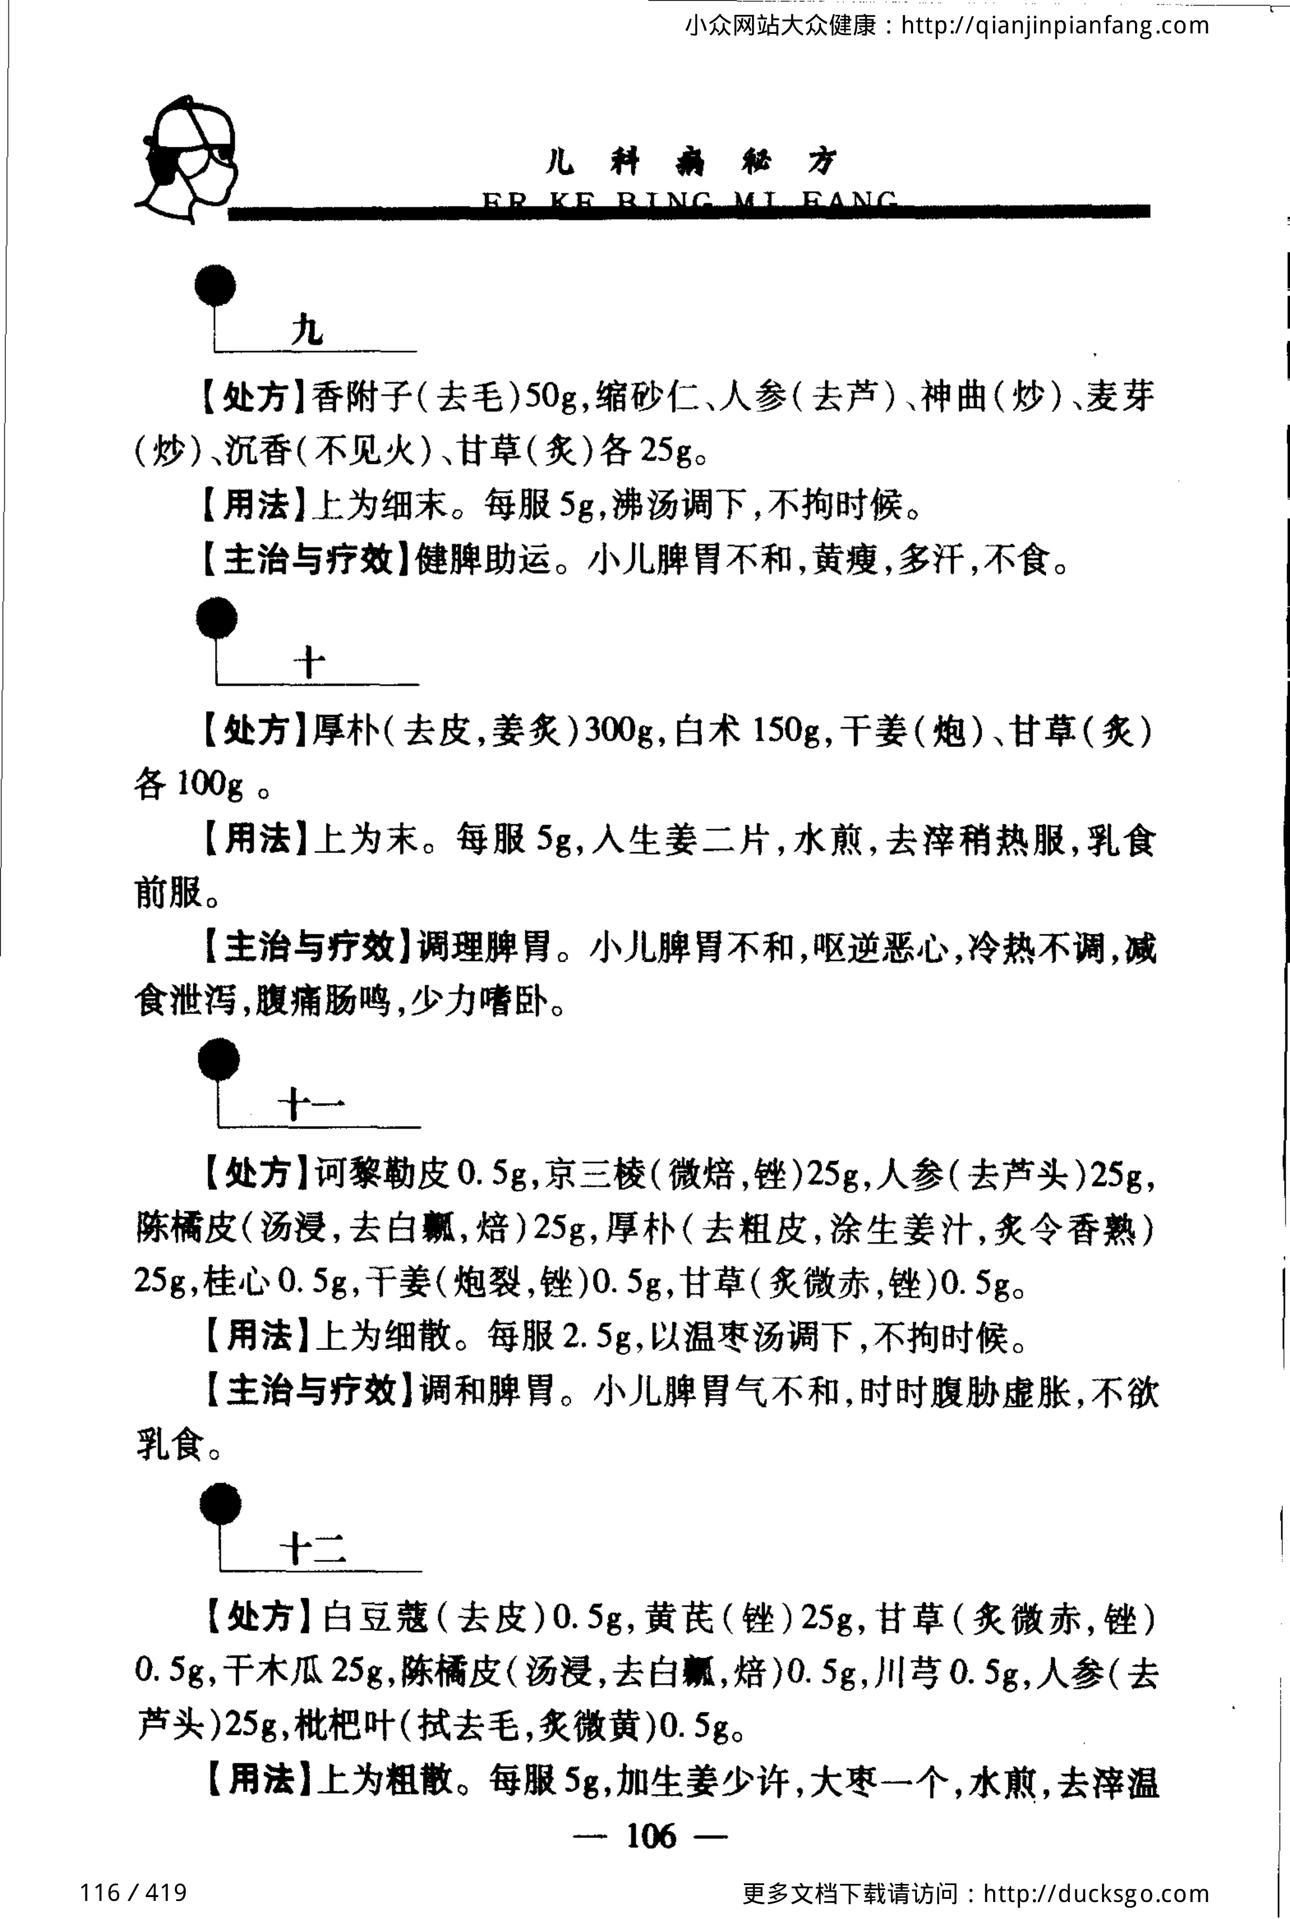 小众网站大众健康：http://qianjinpianfang.com
儿科病秘方
ER KE BING MI FANG
九
【处方】香附子(去毛)50g,缩砂仁、人参(去芦)、神曲(炒)、麦芽
(炒)、沉香(不见火)、甘草(炙)各25g。
【用法】上为细末。每服5g,沸汤调下,不拘时候。
【主治与疗效】健脾助运。小儿脾胃不和,黄瘦,多汗,不食。
十
【处方】厚朴(去皮,姜炙)300g,白术150g,干姜(炮)、甘草(炙)
各100g。
【用法】上为末。每服5g,入生姜二片,水煎,去滓稍热服,乳食
前服。
【主治与疗效】调理脾胃。小儿脾胃不和,呕逆恶心,冷热不调,减
食泄泻,腹痛肠鸣,少力嗜卧。
十一
【处方】诃黎勒皮0.5g,京三棱(微焙,锉)25g,人参(去芦头)25g,
陈橘皮(汤浸,去白瓤,焙)25g,厚朴(去粗皮,涂生姜汁,炙令香熟)
25g,桂心0.5g,干姜(炮裂,锉)0.5g,甘草(炙微赤,锉)0.5g。
【用法】上为细散。每服2.5g,以温枣汤调下,不拘时候。
【主治与疗效】调和脾胃。小儿脾胃气不和,时时腹胁虚胀,不欲
乳食。
十二
【处方】白豆蔻(去皮)0.5g,黄芪(锉)25g,甘草(炙微赤,锉)
0.5g,干木瓜25g,陈橘皮(汤浸,去白瓤,焙)0.5g,川芎0.5g,人参(去
芦头)25g,枇杷叶(拭去毛,炙微黄)0.5g。
【用法】上为粗散。每服5g,加生姜少许,大枣一个,水煎,去滓温
— 106 —
116 / 419
更多文档下载请访问：http://ducksgo.com